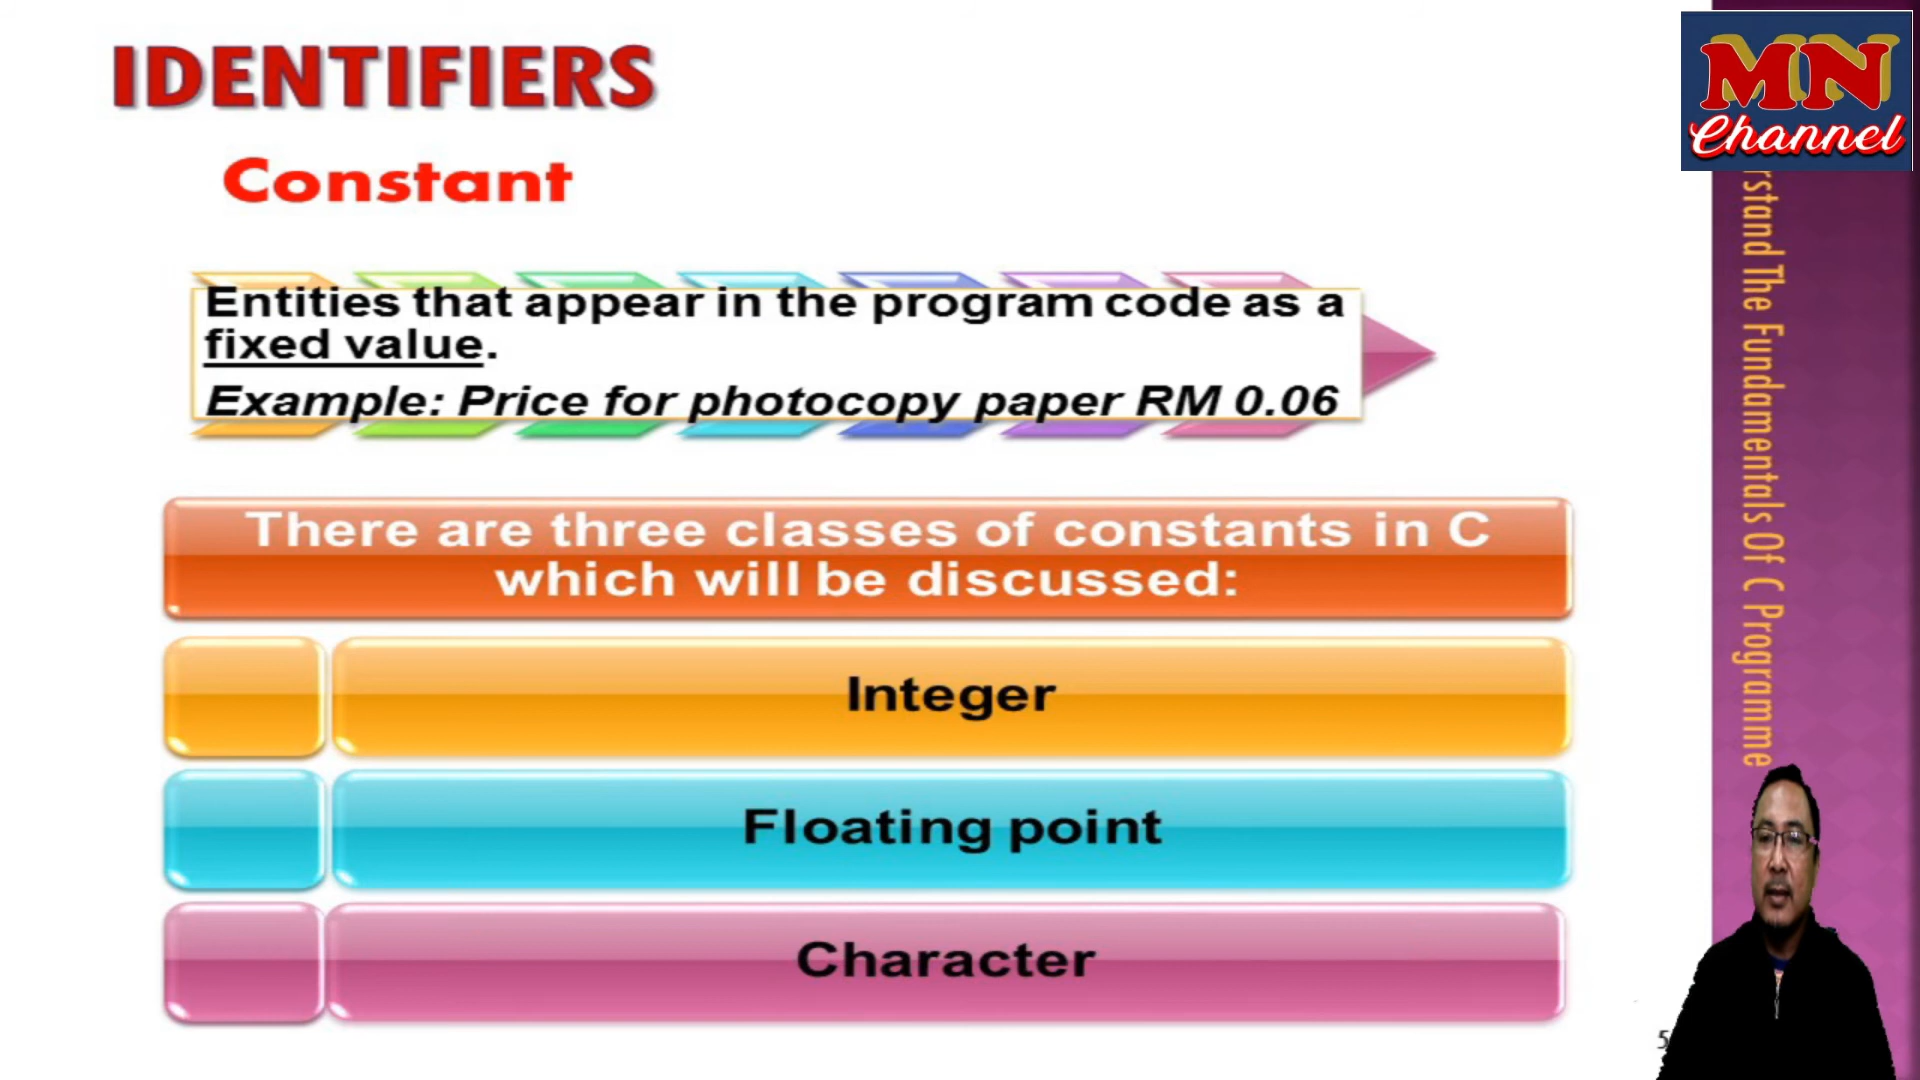 IDENTIFIERS
Constant
Entities that appear in the program code as a
fixed value.
Example: Price for photocopy paper RM 0.06
There are three classes of constants in C
which will be discussed:
Integer
Floating point
Character
MN
Channel
The Fundamentals Of C Programme
5